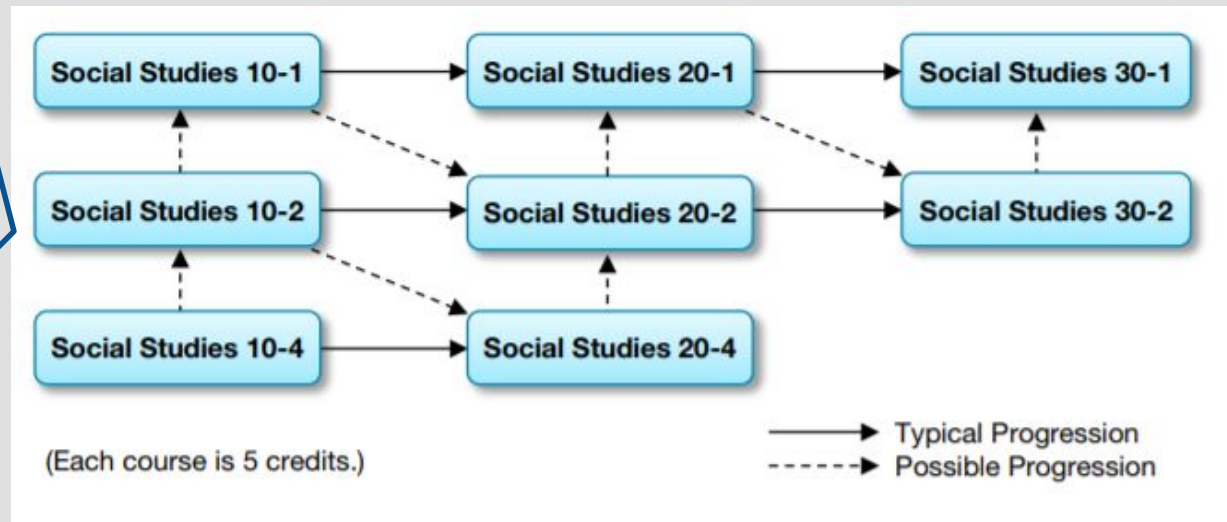 Social Studies 10-1 Social Studies 20-1 Social Studies 30-1
Social Studies 10-2 Social Studies 20-2 Social Studies 30-2
Social Studies 10-4 Social Studies 20-4
(Each course is 5 credits.)
Typical Progression
Possible Progression